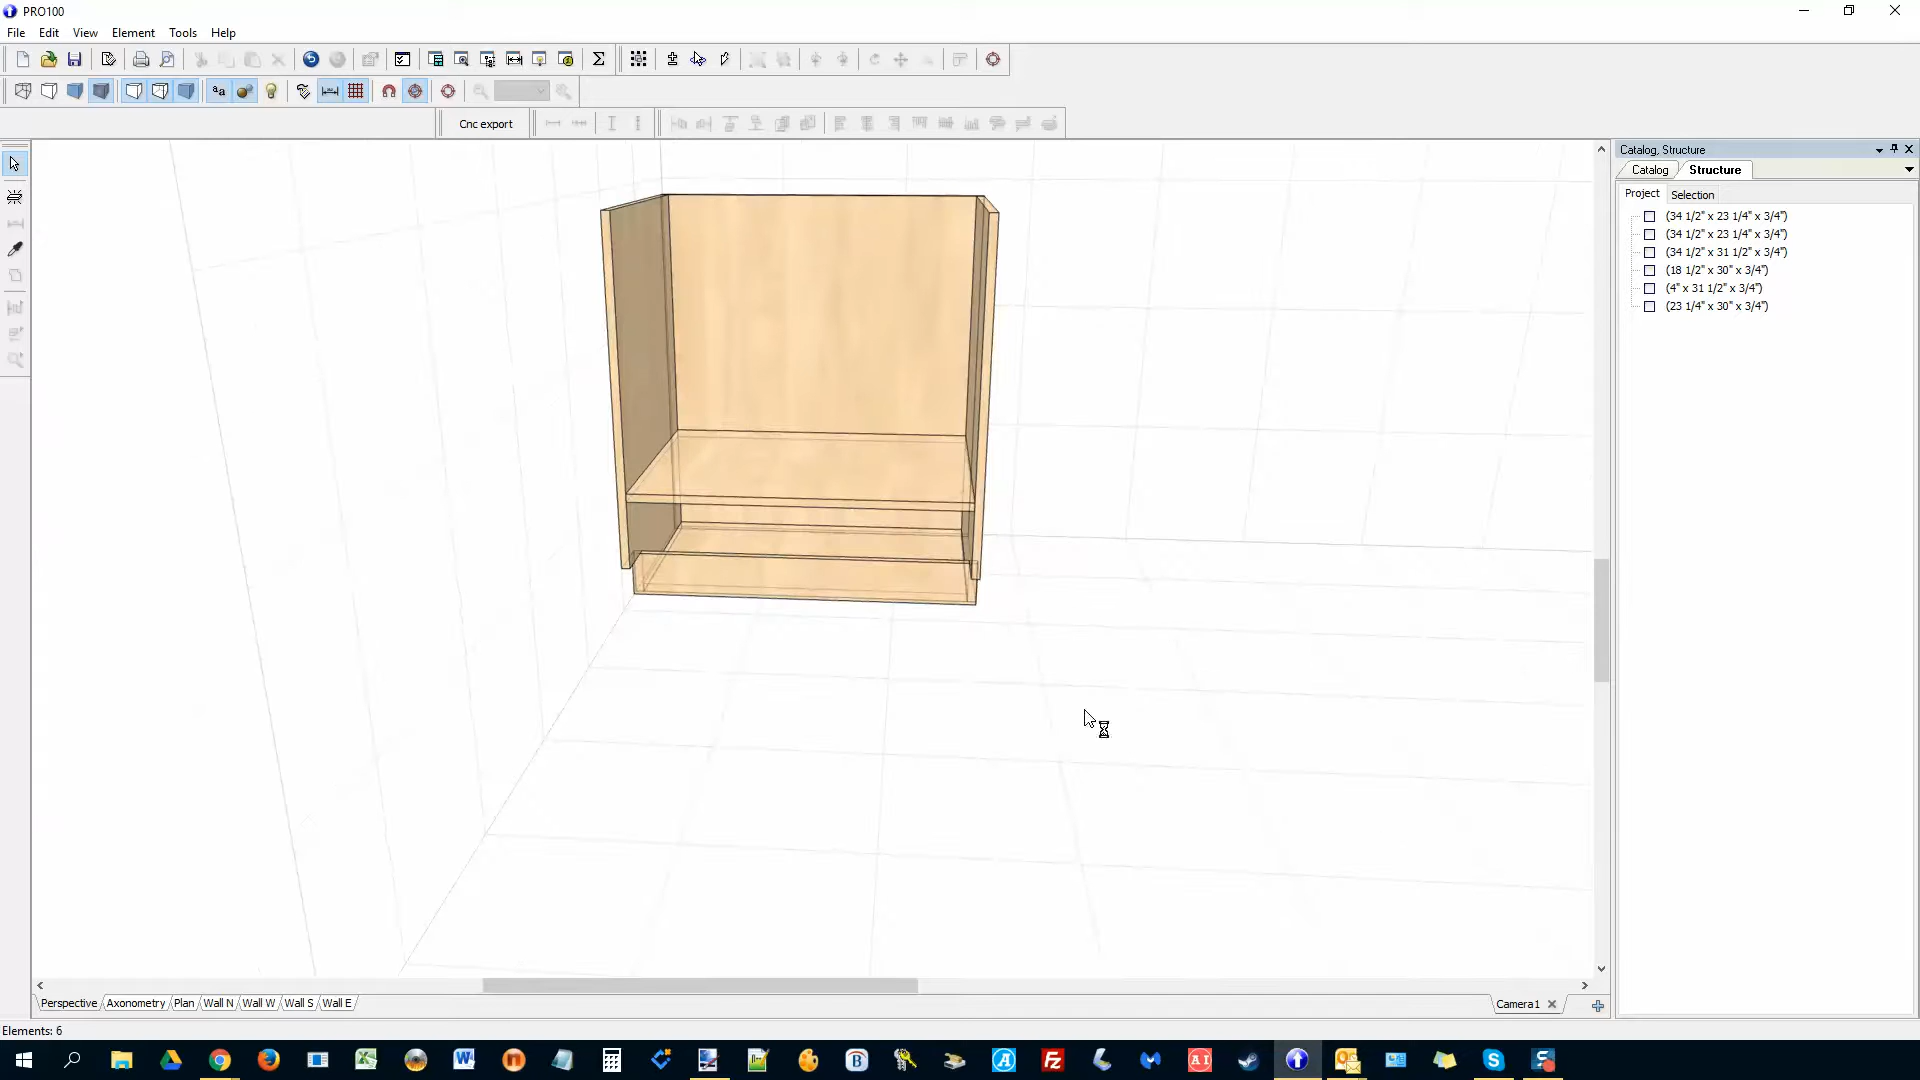 PRO100
File Edit View Element Tools Help
aa
Cnc export
Catalog, Structure
Catalog Structure
Project Selection
(34 1/2" x 23 1/4" x 3/4")
(34 1/2" x 23 1/4" x 3/4")
(34 1/2" x 31 1/2" x 3/4")
(18 1/2" x 30" x 3/4")
(4" x 31 1/2" x 3/4")
(23 1/4" x 30" x 3/4")
Perspective Axonometry Plan Wall N Wall W Wall S Wall E
Camera1
Elements: 6